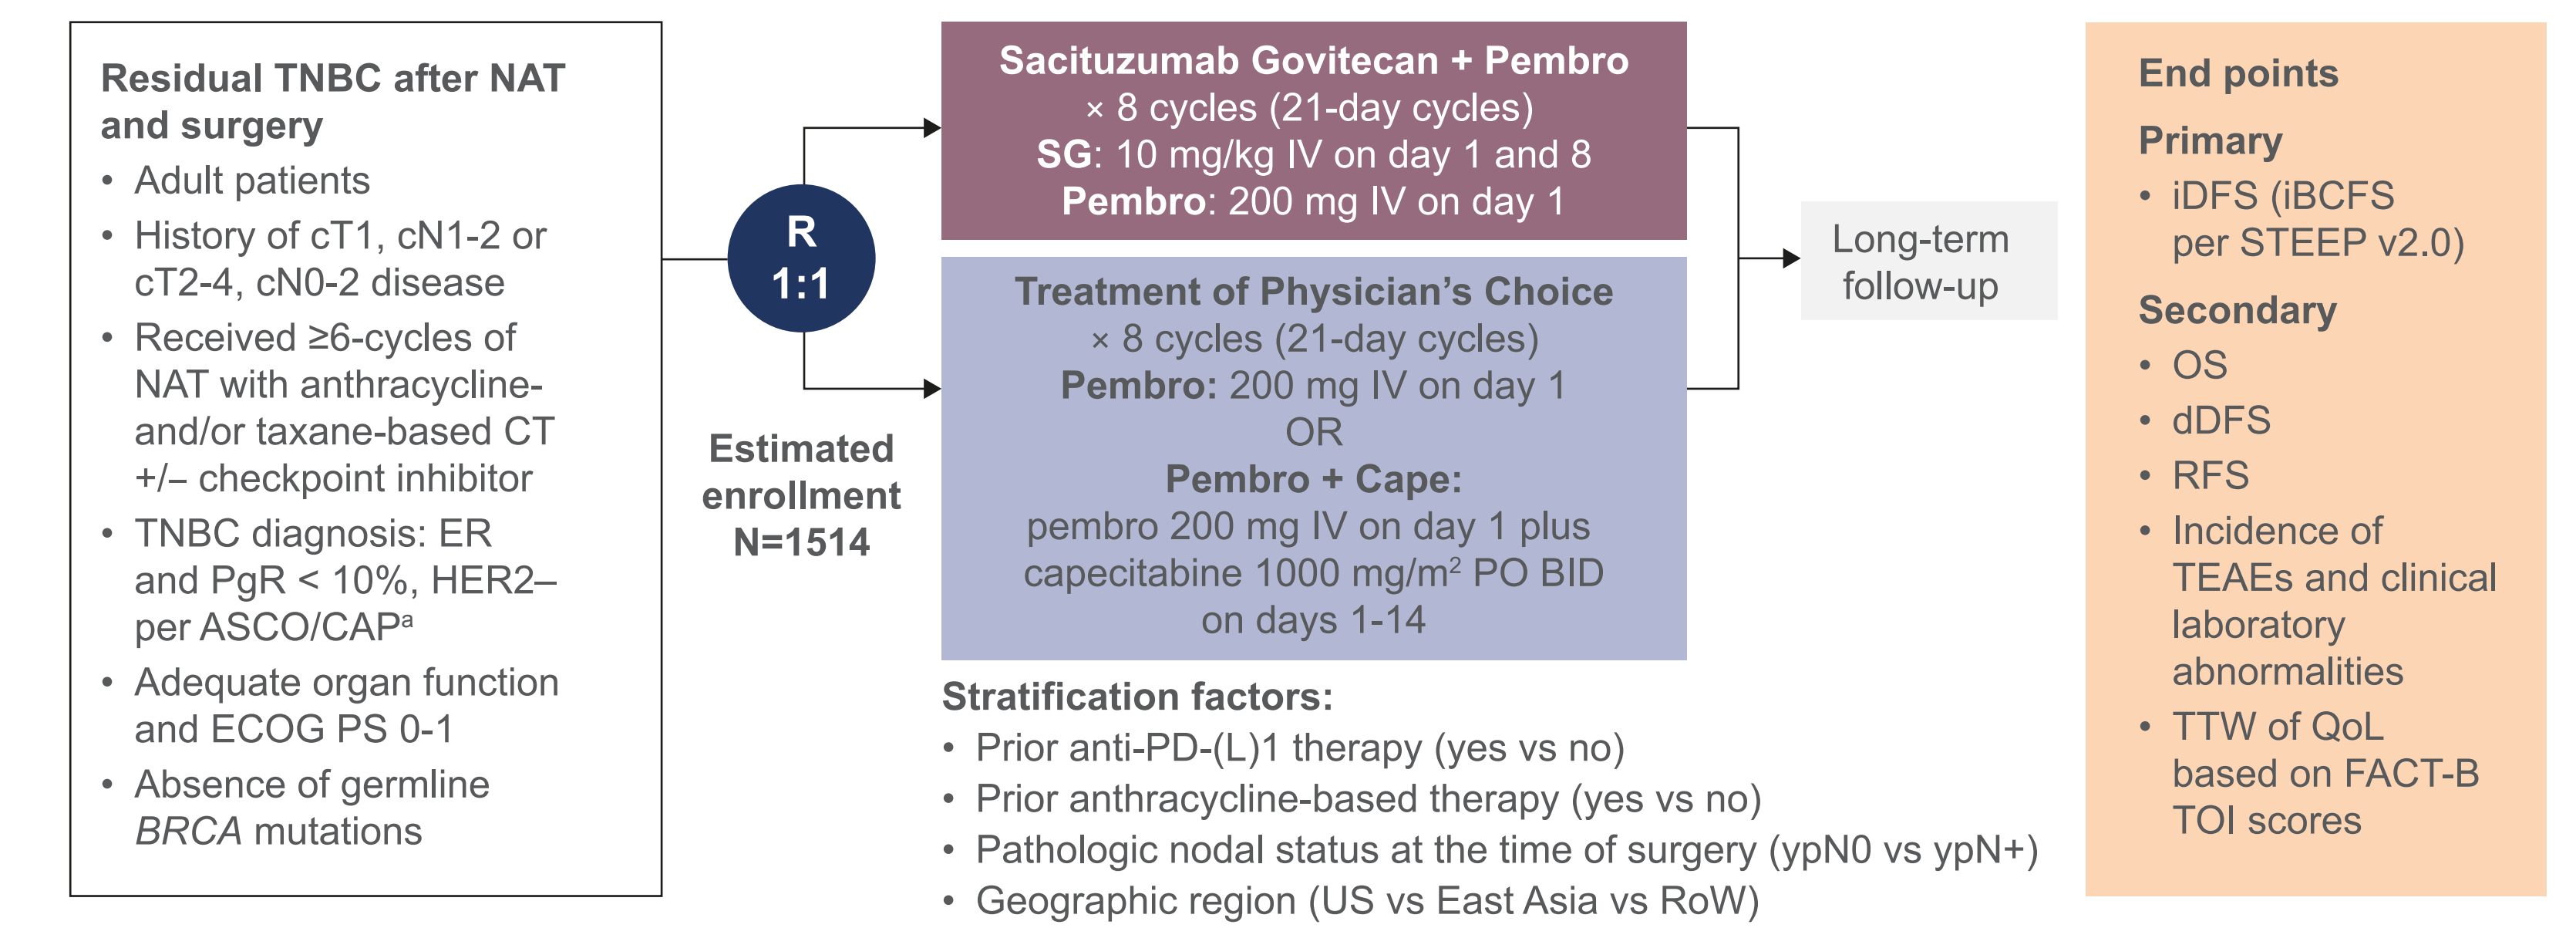 Residual TNBC after NAT
and surgery
• Adult patients
• History of cT1, cN1-2 or
cT2-4, cN0-2 disease
• Received ≥6-cycles of
NAT with anthracycline-
and/or taxane-based CT
+/– checkpoint inhibitor
• TNBC diagnosis: ER
and PgR < 10%, HER2–
per ASCO/CAPᵃ
• Adequate organ function
and ECOG PS 0-1
• Absence of germline
BRCA mutations
R
1:1
Estimated
enrollment
N=1514
Sacituzumab Govitecan + Pembro
× 8 cycles (21-day cycles)
SG: 10 mg/kg IV on day 1 and 8
Pembro: 200 mg IV on day 1
Treatment of Physician’s Choice
× 8 cycles (21-day cycles)
Pembro: 200 mg IV on day 1
OR
Pembro + Cape:
pembro 200 mg IV on day 1 plus
capecitabine 1000 mg/m² PO BID
on days 1-14
Stratification factors:
• Prior anti-PD-(L)1 therapy (yes vs no)
• Prior anthracycline-based therapy (yes vs no)
• Pathologic nodal status at the time of surgery (ypN0 vs ypN+)
• Geographic region (US vs East Asia vs RoW)
Long-term
follow-up
End points
Primary
• iDFS (iBCFS
per STEEP v2.0)
Secondary
• OS
• dDFS
• RFS
• Incidence of
TEAEs and clinical
laboratory
abnormalities
• TTW of QoL
based on FACT-B
TOI scores